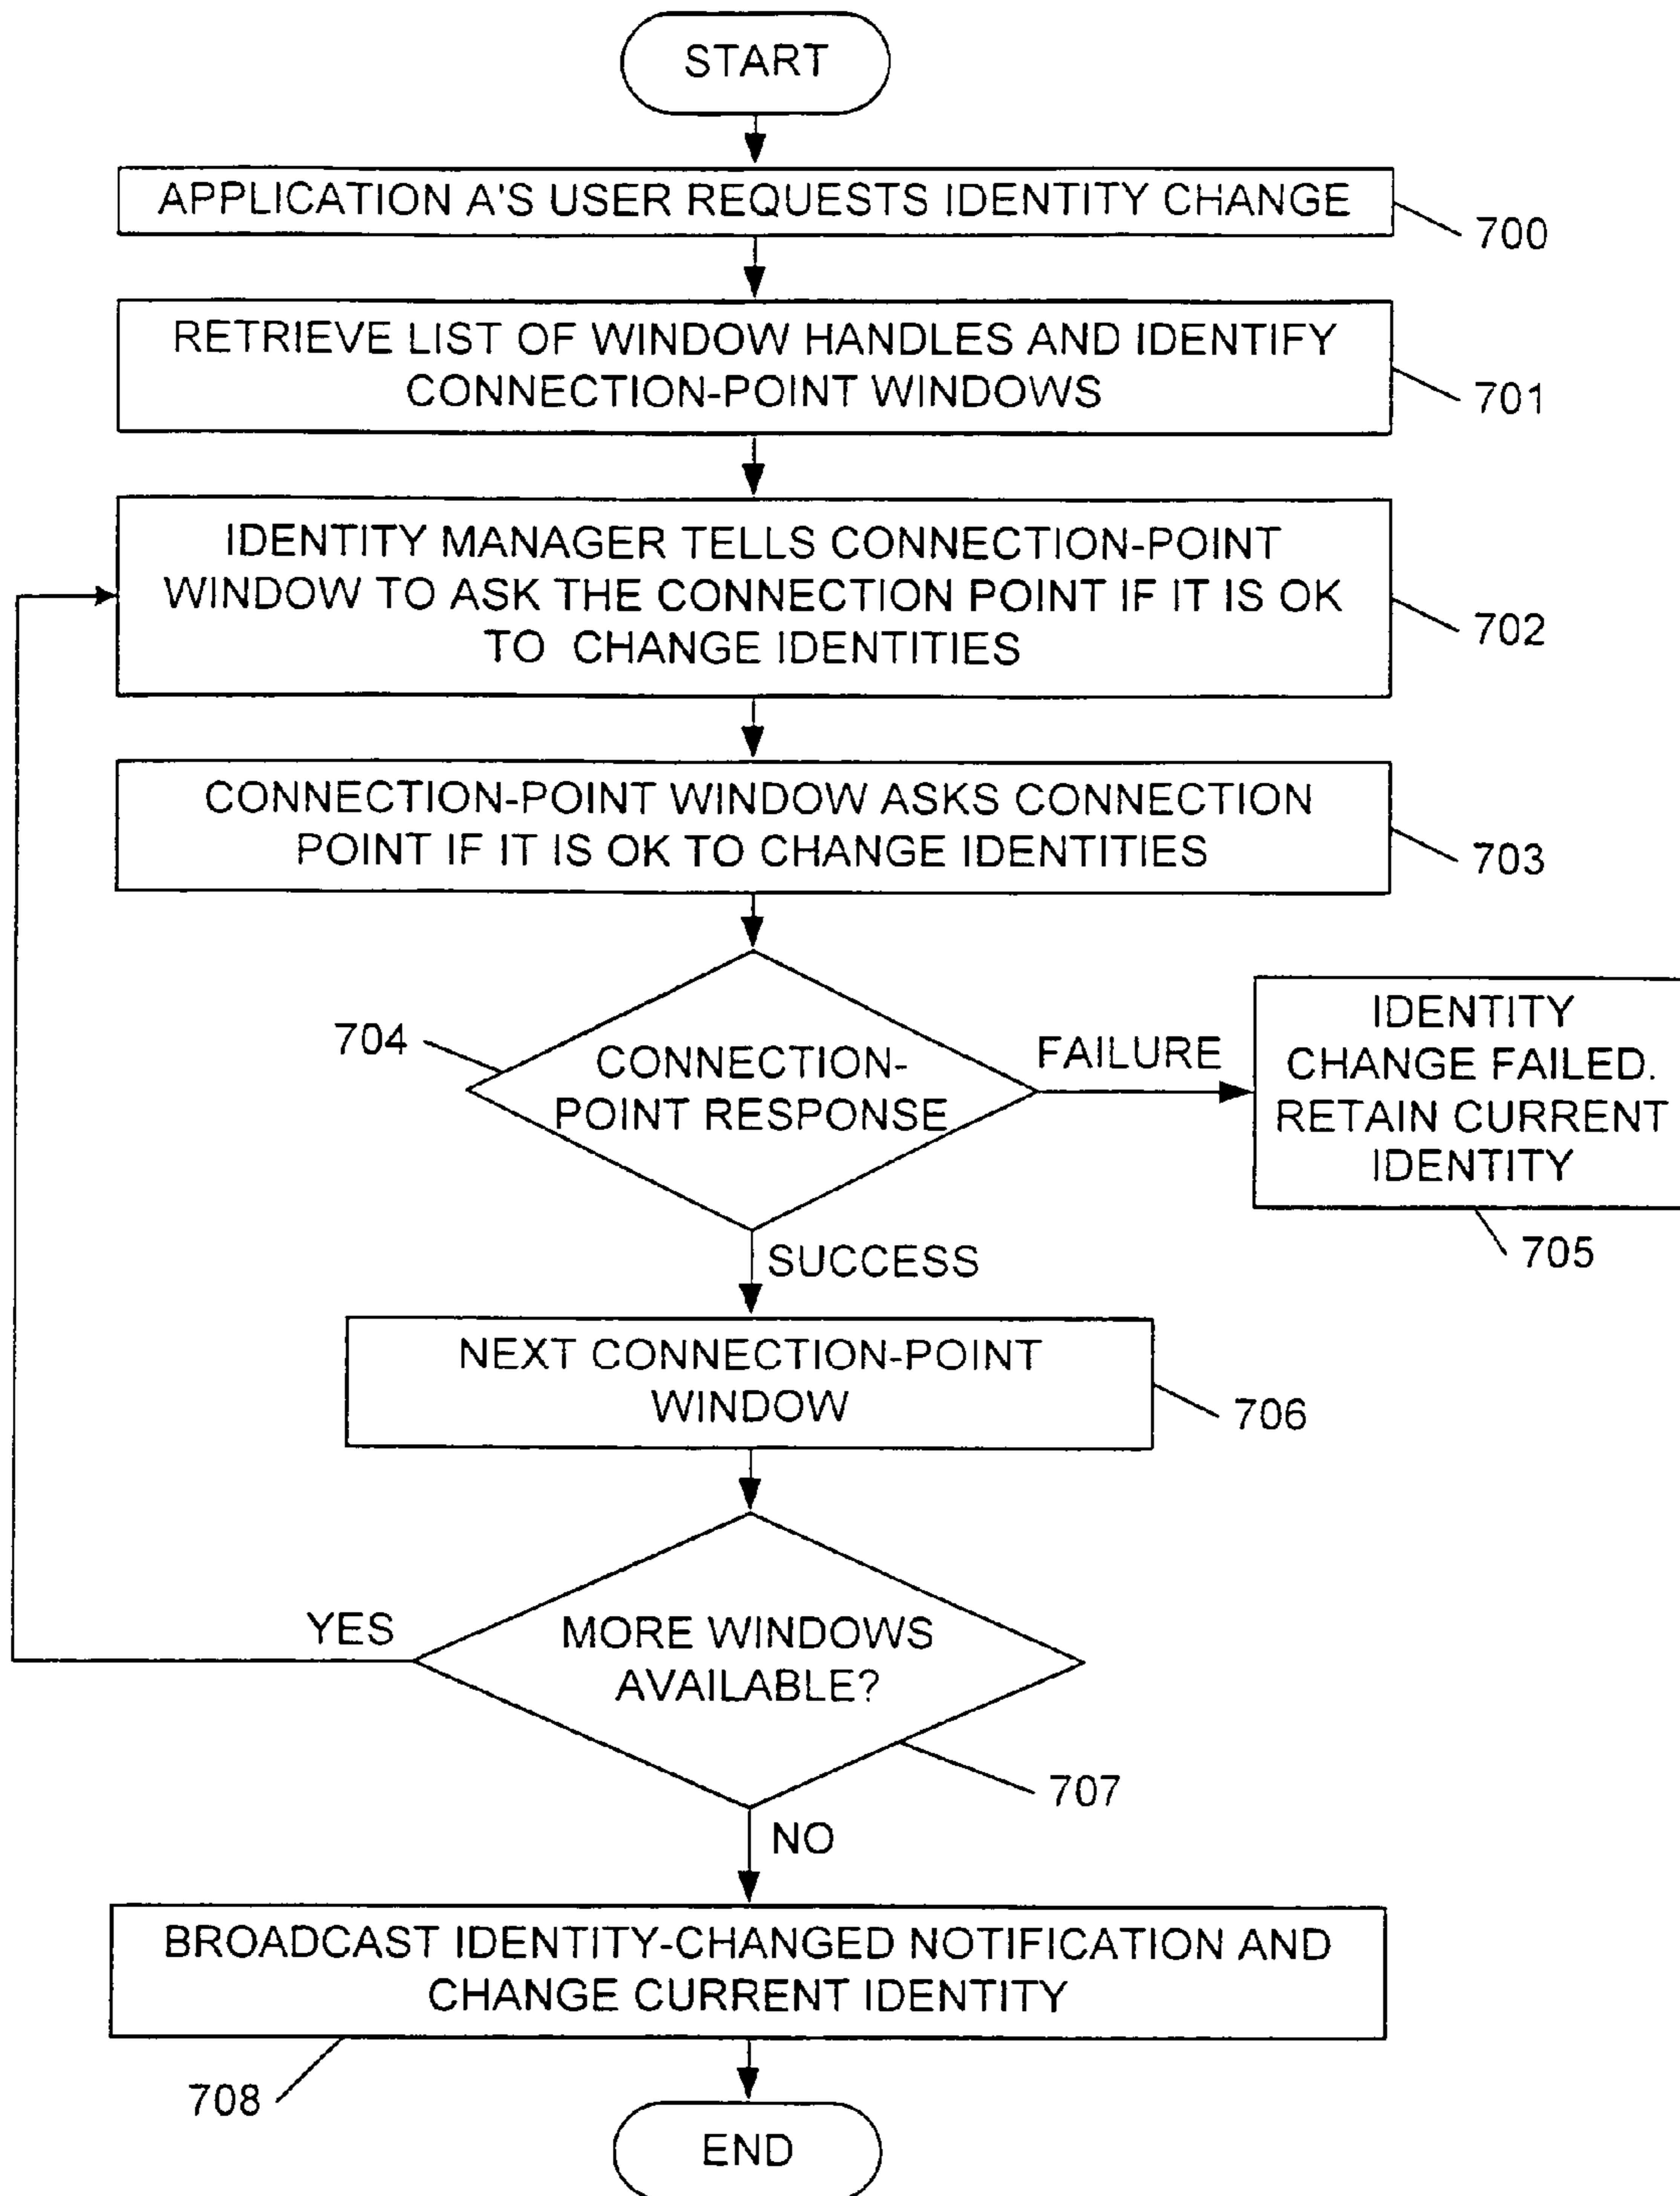 START
APPLICATION A'S USER REQUESTS IDENTITY CHANGE
700
RETRIEVE LIST OF WINDOW HANDLES AND IDENTIFY
CONNECTION-POINT WINDOWS
701
IDENTITY MANAGER TELLS CONNECTION-POINT
WINDOW TO ASK THE CONNECTION POINT IF IT IS OK
TO CHANGE IDENTITIES
702
CONNECTION-POINT WINDOW ASKS CONNECTION
POINT IF IT IS OK TO CHANGE IDENTITIES
703
704
CONNECTION-
POINT RESPONSE
FAILURE
IDENTITY
CHANGE FAILED.
RETAIN CURRENT
IDENTITY
705
SUCCESS
NEXT CONNECTION-POINT
WINDOW
706
YES
MORE WINDOWS
AVAILABLE?
707
NO
BROADCAST IDENTITY-CHANGED NOTIFICATION AND
CHANGE CURRENT IDENTITY
708
END